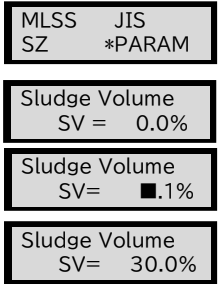 MLSS JIS
SZ *PARAM
Sludge Volume
SV = 0.0%
Sludge Volume
SV= ■.1%
Sludge Volume
SV= 30.0%